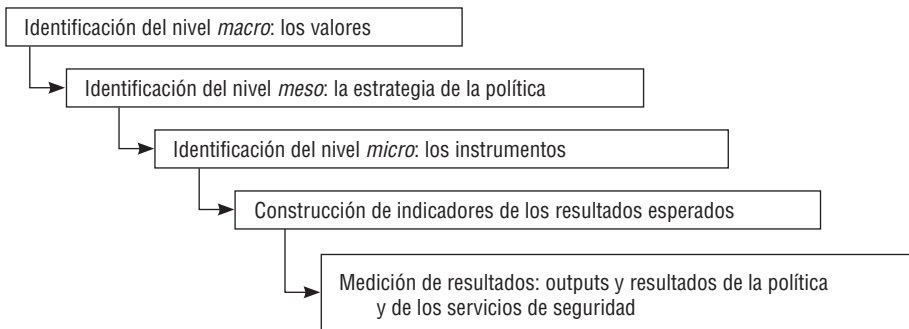 Identificación del nivel macro: los valores
Identificación del nivel meso: la estrategia de la política
Identificación del nivel micro: los instrumentos
Construcción de indicadores de los resultados esperados
Medición de resultados: outputs y resultados de la política
y de los servicios de seguridad